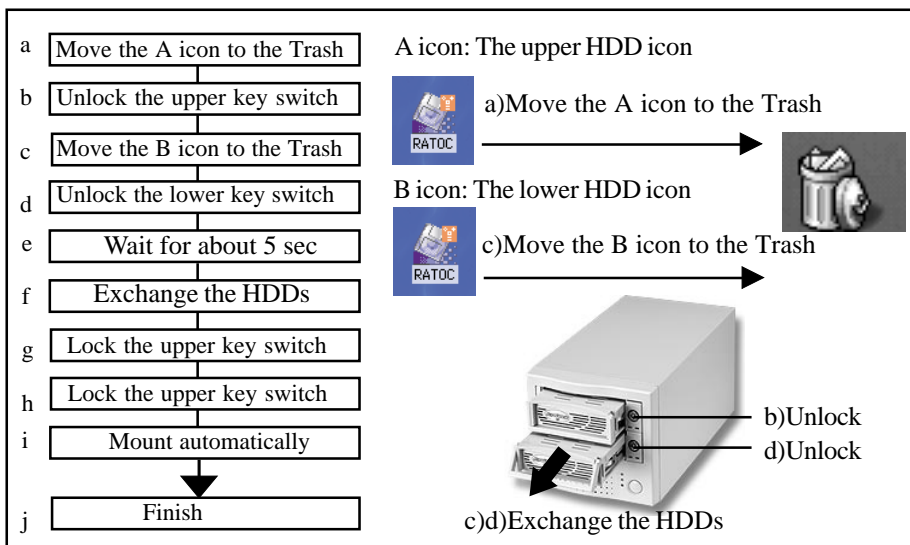 a Move the A icon to the Trash
b Unlock the upper key switch
c Move the B icon to the Trash
d Unlock the lower key switch
e Wait for about 5 sec
f Exchange the HDDs
g Lock the upper key switch
h Lock the upper key switch
i Mount automatically
j Finish
A icon: The upper HDD icon
a)Move the A icon to the Trash
RATOC
B icon: The lower HDD icon
c)Move the B icon to the Trash
RATOC
b)Unlock
d)Unlock
c)d)Exchange the HDDs